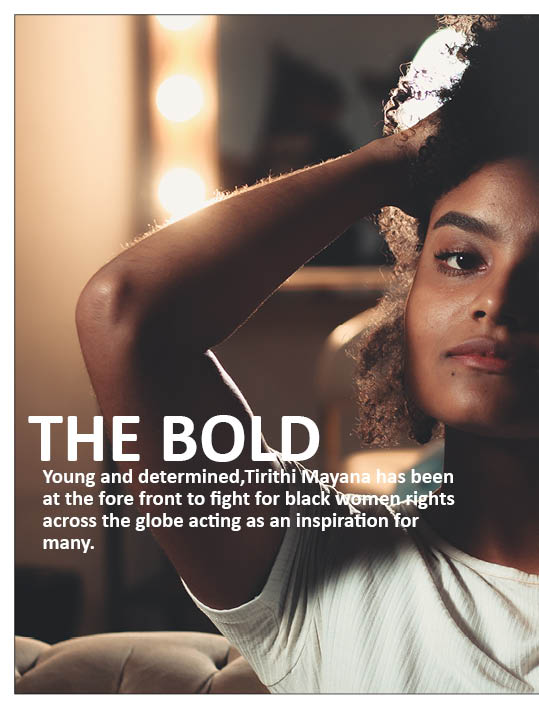 THE BOLD
Young and determined,Tirithi Mayana has been
at the fore front to fight for black women rights
across the globe acting as an inspiration for
many.